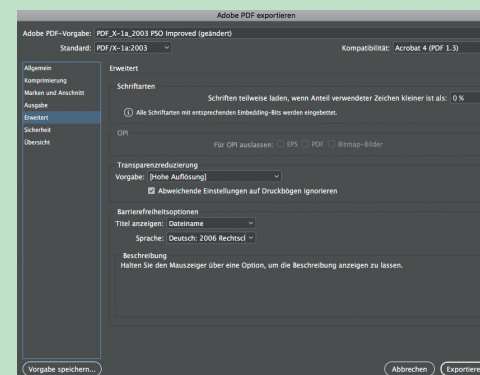 Adobe PDF exportieren
Adobe PDF-Vorgabe: PDF_X-1a_2003 PSO Improved (geändert)
Standard: PDF/X-1a:2003 Kompatibilität: Acrobat 4 (PDF 1.3)
Allgemein
Komprimierung
Marken und Anschnitt
Ausgabe
Erweitert
Sicherheit
Übersicht
Erweitert
Schriftarten
Schriften teilweise laden, wenn Anteil verwendeter Zeichen kleiner ist als: 0 %
Alle Schriftarten mit entsprechenden Embedding-Bits werden eingebettet.
OPI
Für OPI auslassen: EPS PDF Bitmap-Bilder
Transparenzreduzierung
Vorgabe: [Hohe Auflösung]
Abweichende Einstellungen auf Druckbögen ignorieren
Barrierefreiheitsoptionen
Titel anzeigen: Dateiname
Sprache: Deutsch: 2006 Rechtscl
Beschreibung
Halten Sie den Mauszeiger über eine Option, um die Beschreibung anzeigen zu lassen.
Vorgabe speichern... Abbrechen Exportiere